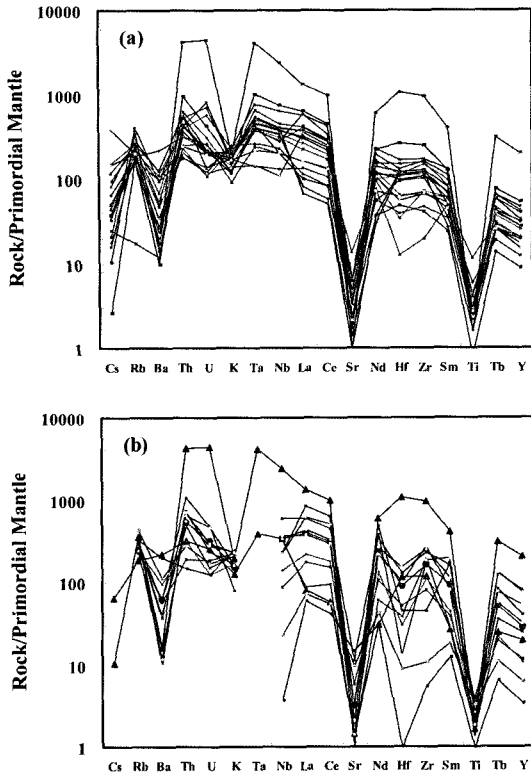 (a)
Rock/Primordial Mantle
10000
1000
100
10
1
Cs Rb Ba Th U K Ta Nb La Ce Sr Nd Hf Zr Sm Ti Tb Y
(b)
Rock/Primordial Mantle
10000
1000
100
10
1
Cs Rb Ba Th U K Ta Nb La Ce Sr Nd Hf Zr Sm Ti Tb Y